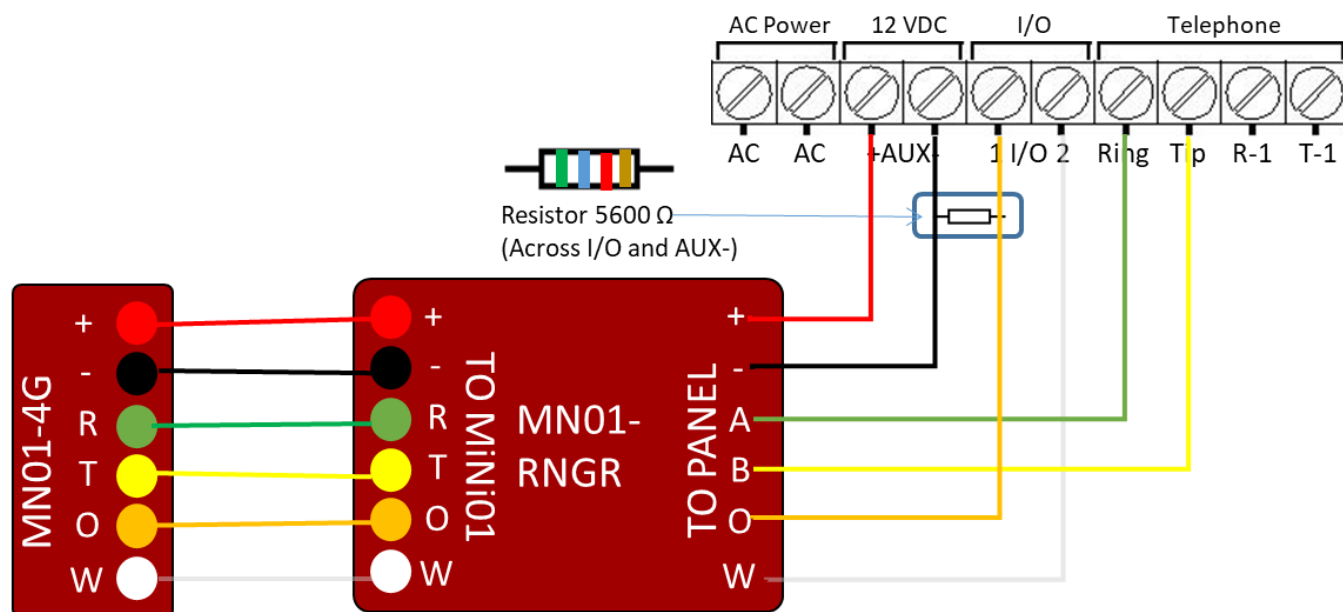 AC Power 12 VDC I/O Telephone
AC AC +AUX- 1 I/O 2 Ring Tip R-1 T-1
Resistor 5600 Ω
(Across I/O and AUX-)
MN01-4G
+
-
R
T
O
W
+
-
R
T
O
W
TO MiNi01
MN01-
RNGR
TO PANEL
+
-
A
B
O
W